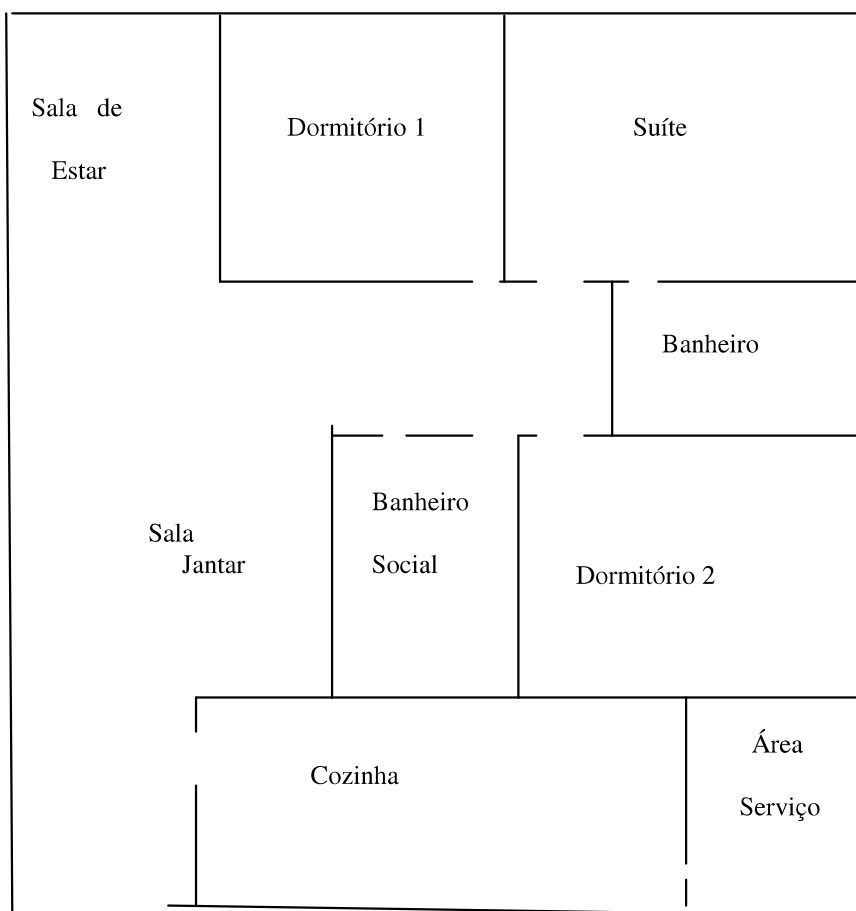 Sala de
Estar
Dormitório 1
Suíte
Banheiro
Banheiro
Social
Sala
Jantar
Dormitório 2
Cozinha
Área
Serviço